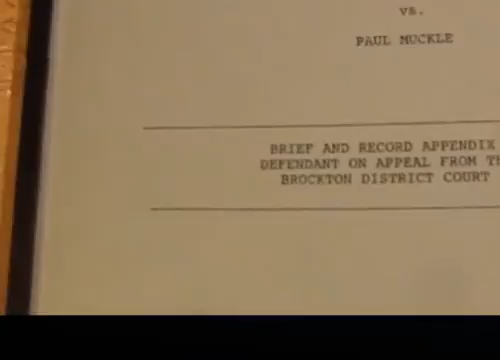 vs.
PAUL MUCKLE
BRIEF AND RECORD APPENDIX
DEFENDANT ON APPEAL FROM TH
BROCKTON DISTRICT COURT